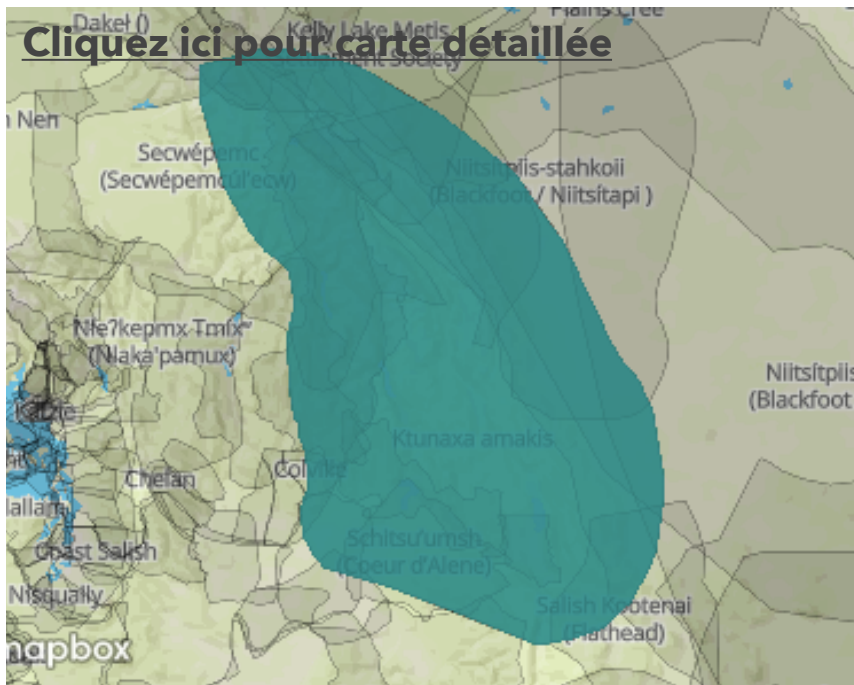 Dakeł ()
Plains Cree
Kelly Lake Metis
Settlement Society
Cliquez ici pour carte détaillée
Nen
Secwépemc
(Secwépemcúl'ecw)
Niitsítpiis-stahkoii
(Blackfoot / Niitsítapi )
Nłeʔkepmx Tmíxʷ
(Nlaka'pamux)
Niitsítpiis
(Blackfoot
Katzie
Ktunaxa amakis
Colville
Chelan
Schitsu'umsh
(Coeur d'Alene)
Coast Salish
Nisqually
Salish Kootenai
(Flathead)
mapbox